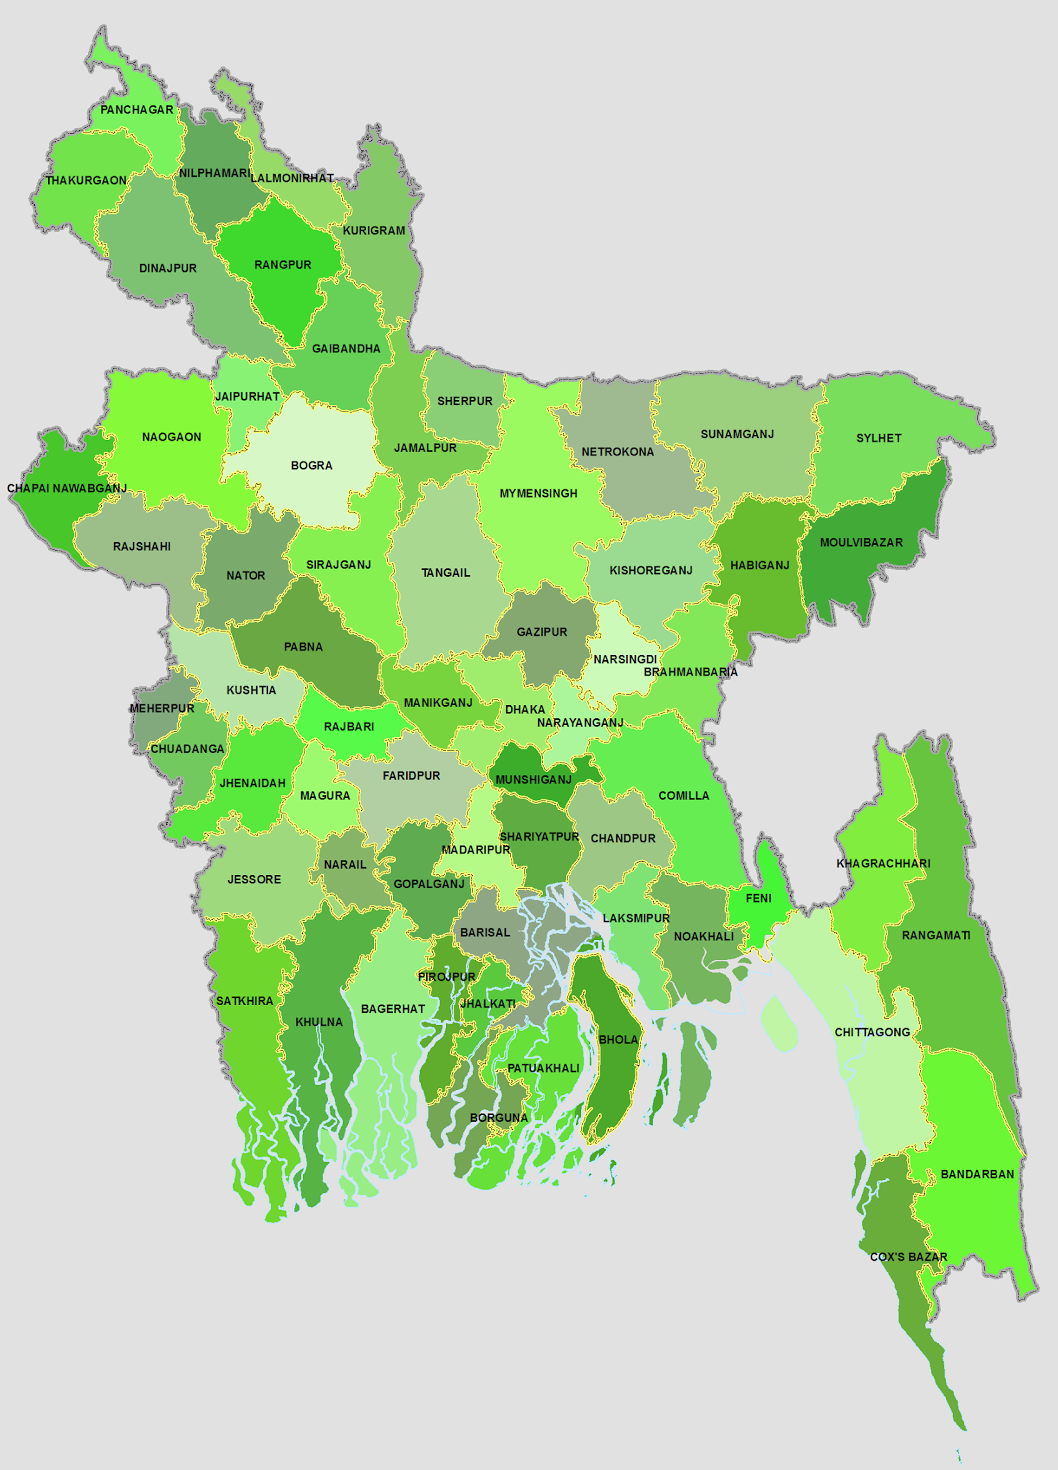 PANCHAGAR
THAKURGAON
NILPHAMARI
LALMONIRHAT
KURIGRAM
DINAJPUR
RANGPUR
GAIBANDHA
JAIPURHAT
SHERPUR
NAOGAON
JAMALPUR
BOGRA
NETROKONA
SUNAMGANJ
SYLHET
CHAPAI NAWABGANJ
MYMENSINGH
RAJSHAHI
NATOR
SIRAJGANJ
TANGAIL
KISHOREGANJ
HABIGANJ
MOULVIBAZAR
PABNA
GAZIPUR
NARSINGDI
BRAHMANBARIA
KUSHTIA
MEHERPUR
MANIKGANJ
DHAKA
NARAYANGANJ
RAJBARI
CHUADANGA
JHENAIDAH
FARIDPUR
MUNSHIGANJ
MAGURA
COMILLA
SHARIYATPUR
CHANDPUR
MADARIPUR
NARAIL
KHAGRACHHARI
JESSORE
GOPALGANJ
FENI
LAKSMIPUR
BARISAL
NOAKHALI
RANGAMATI
PIROJPUR
SATKHIRA
JHALKATI
BAGERHAT
KHULNA
CHITTAGONG
BHOLA
PATUAKHALI
BORGUNA
BANDARBAN
COX'S BAZAR